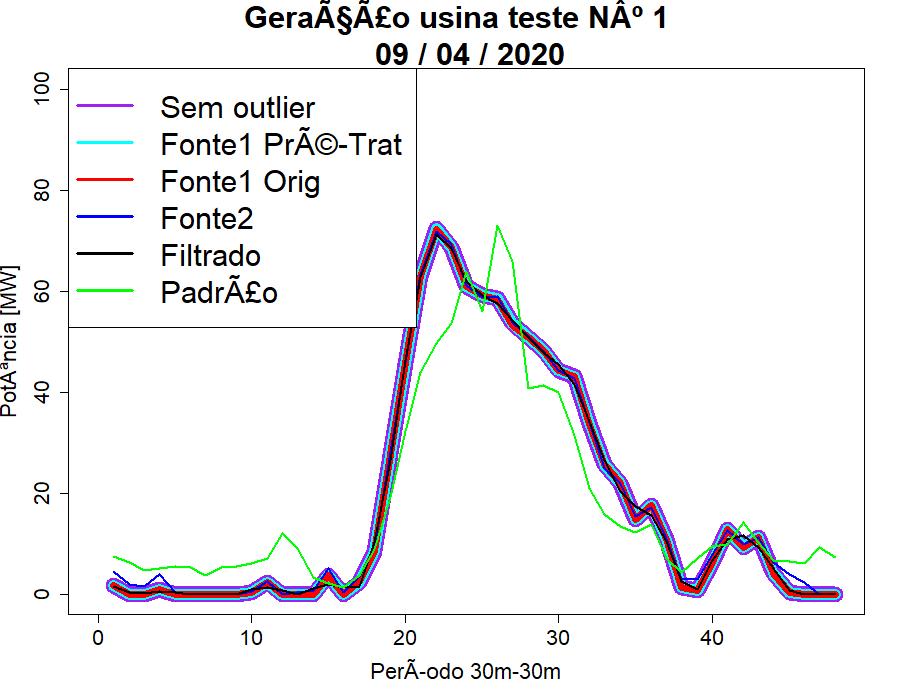 GeraÃ§Ã£o usina teste NÂº 1
09 / 04 / 2020
Sem outlier
Fonte1 PrÃ©-Trat
Fonte1 Orig
Fonte2
Filtrado
PadrÃ£o
PotÃªncia [MW]
100
80
60
40
20
0
0 10 20 30 40
PerÃ-odo 30m-30m